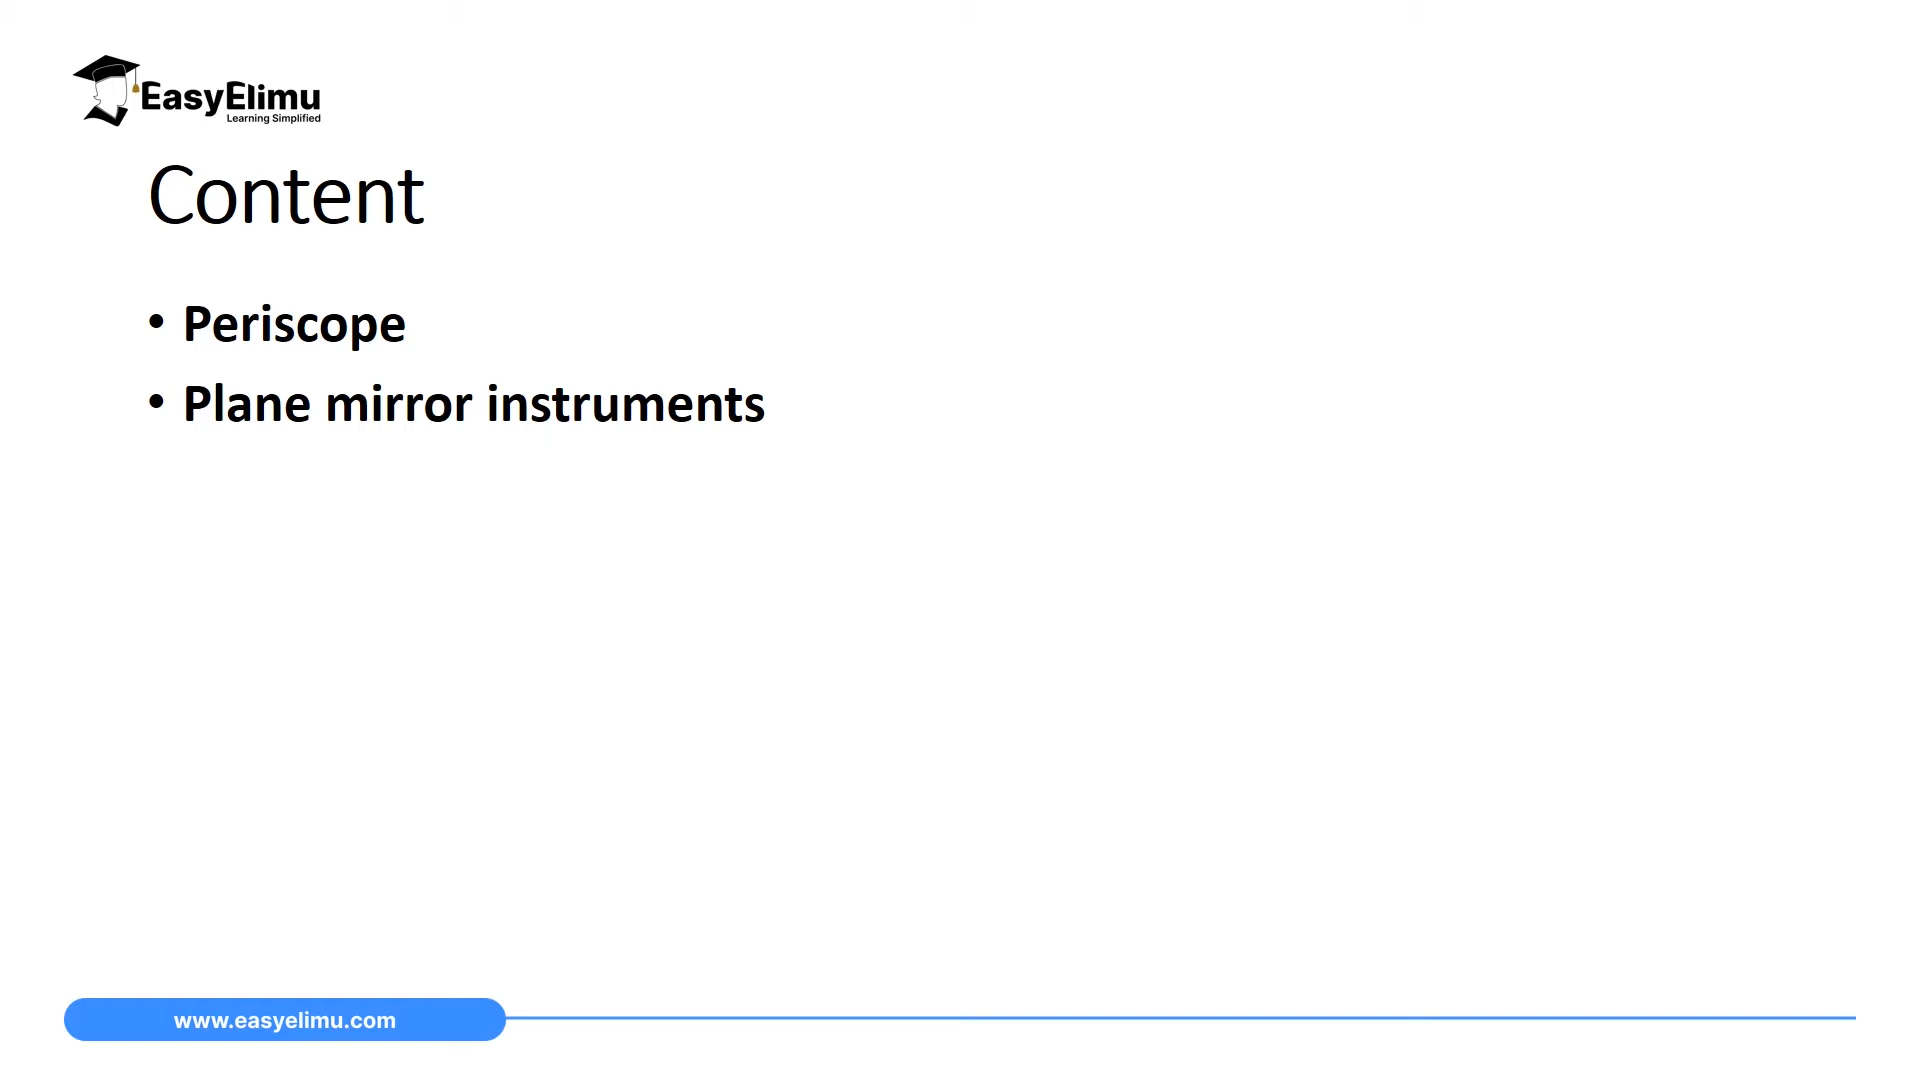 EasyElimu
Learning Simplified
Content
• Periscope
• Plane mirror instruments
www.easyelimu.com